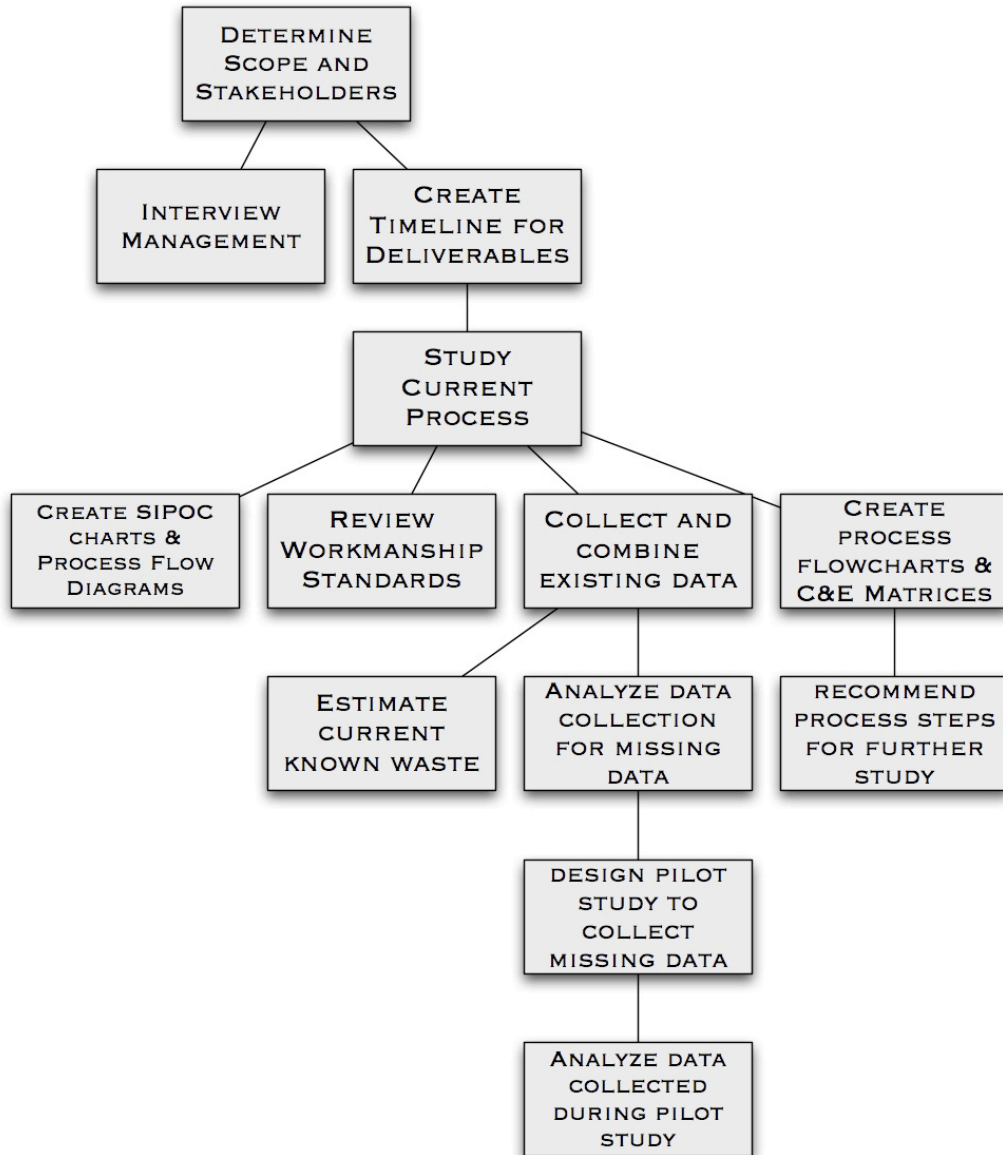 Determine
Scope and
Stakeholders
Interview
Management
Create
Timeline for
Deliverables
Study
Current
Process
Create SIPOC
charts &
Process Flow
Diagrams
Review
Workmanship
Standards
Collect and
combine
existing data
Create
process
flowcharts &
C&E Matrices
Estimate
current
known waste
Analyze data
collection
for missing
data
recommend
process steps
for further
study
design pilot
study to
collect
missing data
Analyze data
collected
during pilot
study